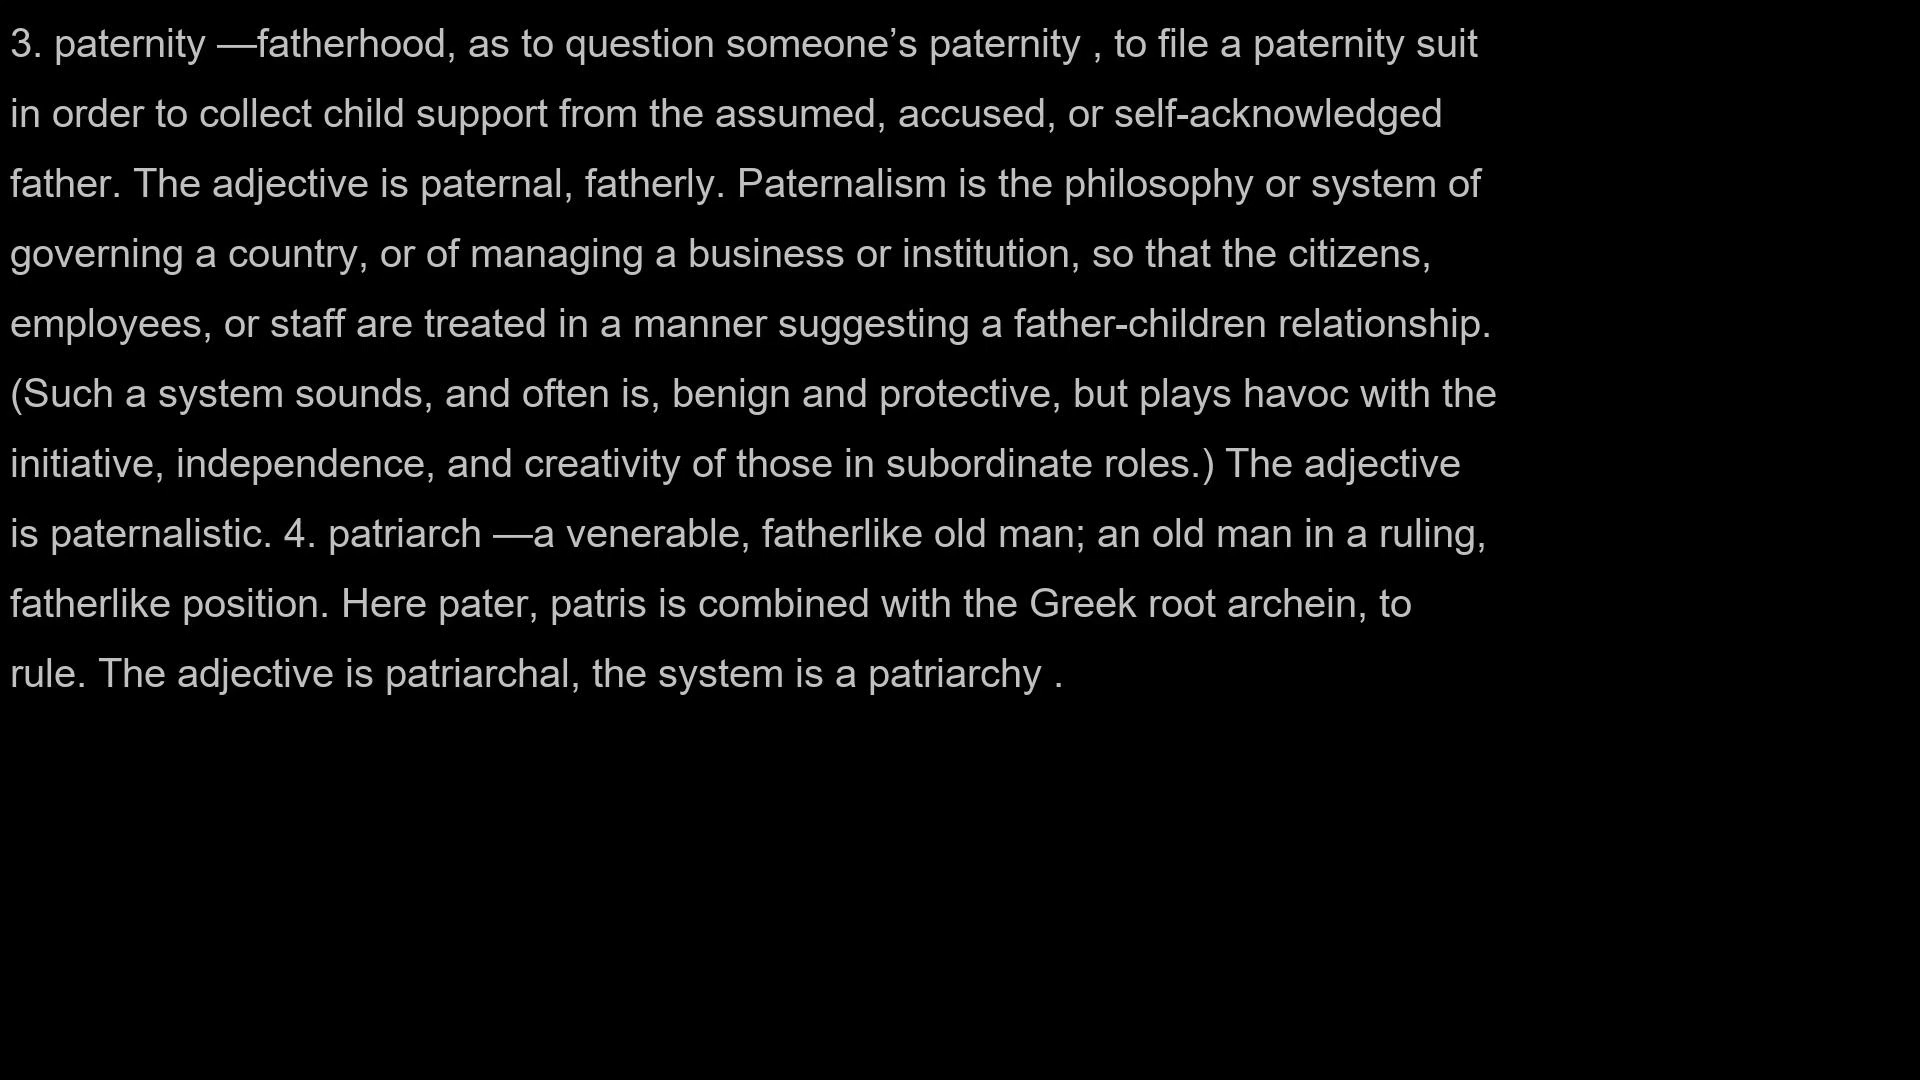 3. paternity —fatherhood, as to question someone’s paternity , to file a paternity suit
in order to collect child support from the assumed, accused, or self-acknowledged
father. The adjective is paternal, fatherly. Paternalism is the philosophy or system of
governing a country, or of managing a business or institution, so that the citizens,
employees, or staff are treated in a manner suggesting a father-children relationship.
(Such a system sounds, and often is, benign and protective, but plays havoc with the
initiative, independence, and creativity of those in subordinate roles.) The adjective
is paternalistic. 4. patriarch —a venerable, fatherlike old man; an old man in a ruling,
fatherlike position. Here pater, patris is combined with the Greek root archein, to
rule. The adjective is patriarchal, the system is a patriarchy .